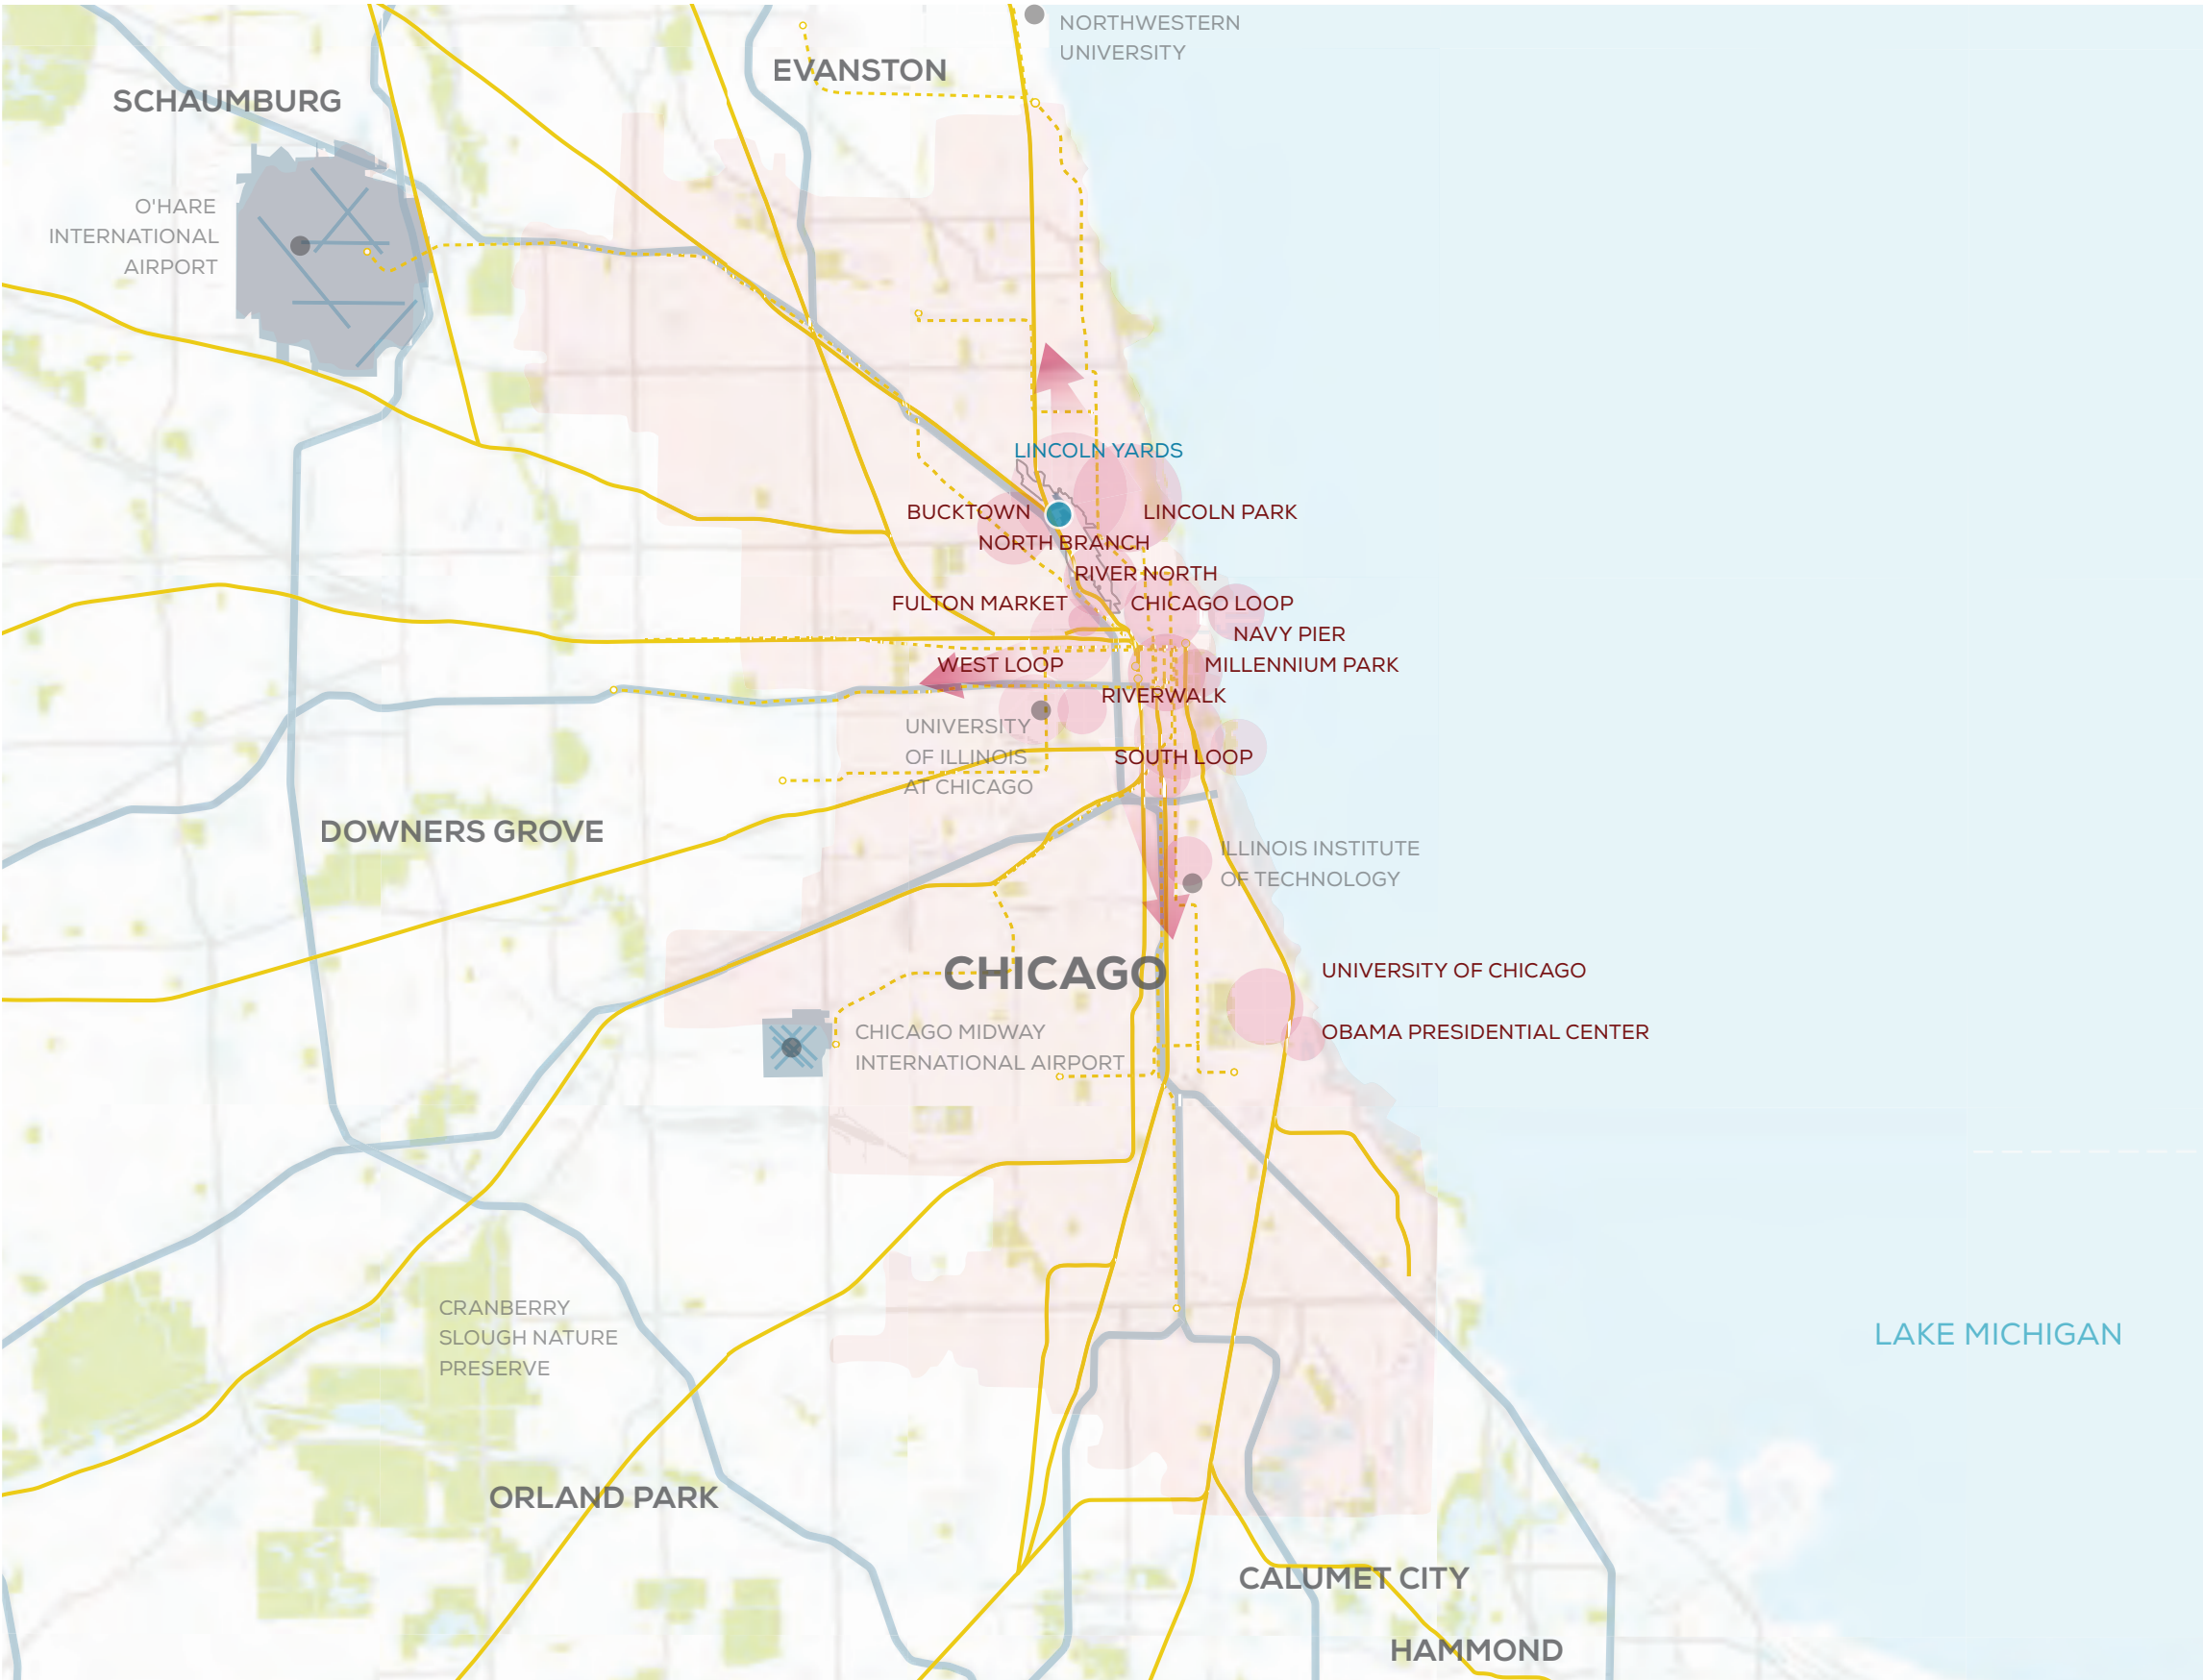 NORTHWESTERN
UNIVERSITY
EVANSTON
SCHAUMBURG
O'HARE
INTERNATIONAL
AIRPORT
LINCOLN YARDS
BUCKTOWN
LINCOLN PARK
NORTH BRANCH
RIVER NORTH
FULTON MARKET
CHICAGO LOOP
NAVY PIER
WEST LOOP
MILLENNIUM PARK
RIVERWALK
UNIVERSITY
OF ILLINOIS
AT CHICAGO
SOUTH LOOP
DOWNERS GROVE
ILLINOIS INSTITUTE
OF TECHNOLOGY
CHICAGO
UNIVERSITY OF CHICAGO
CHICAGO MIDWAY
INTERNATIONAL AIRPORT
OBAMA PRESIDENTIAL CENTER
CRANBERRY
SLOUGH NATURE
PRESERVE
LAKE MICHIGAN
ORLAND PARK
CALUMET CITY
HAMMOND